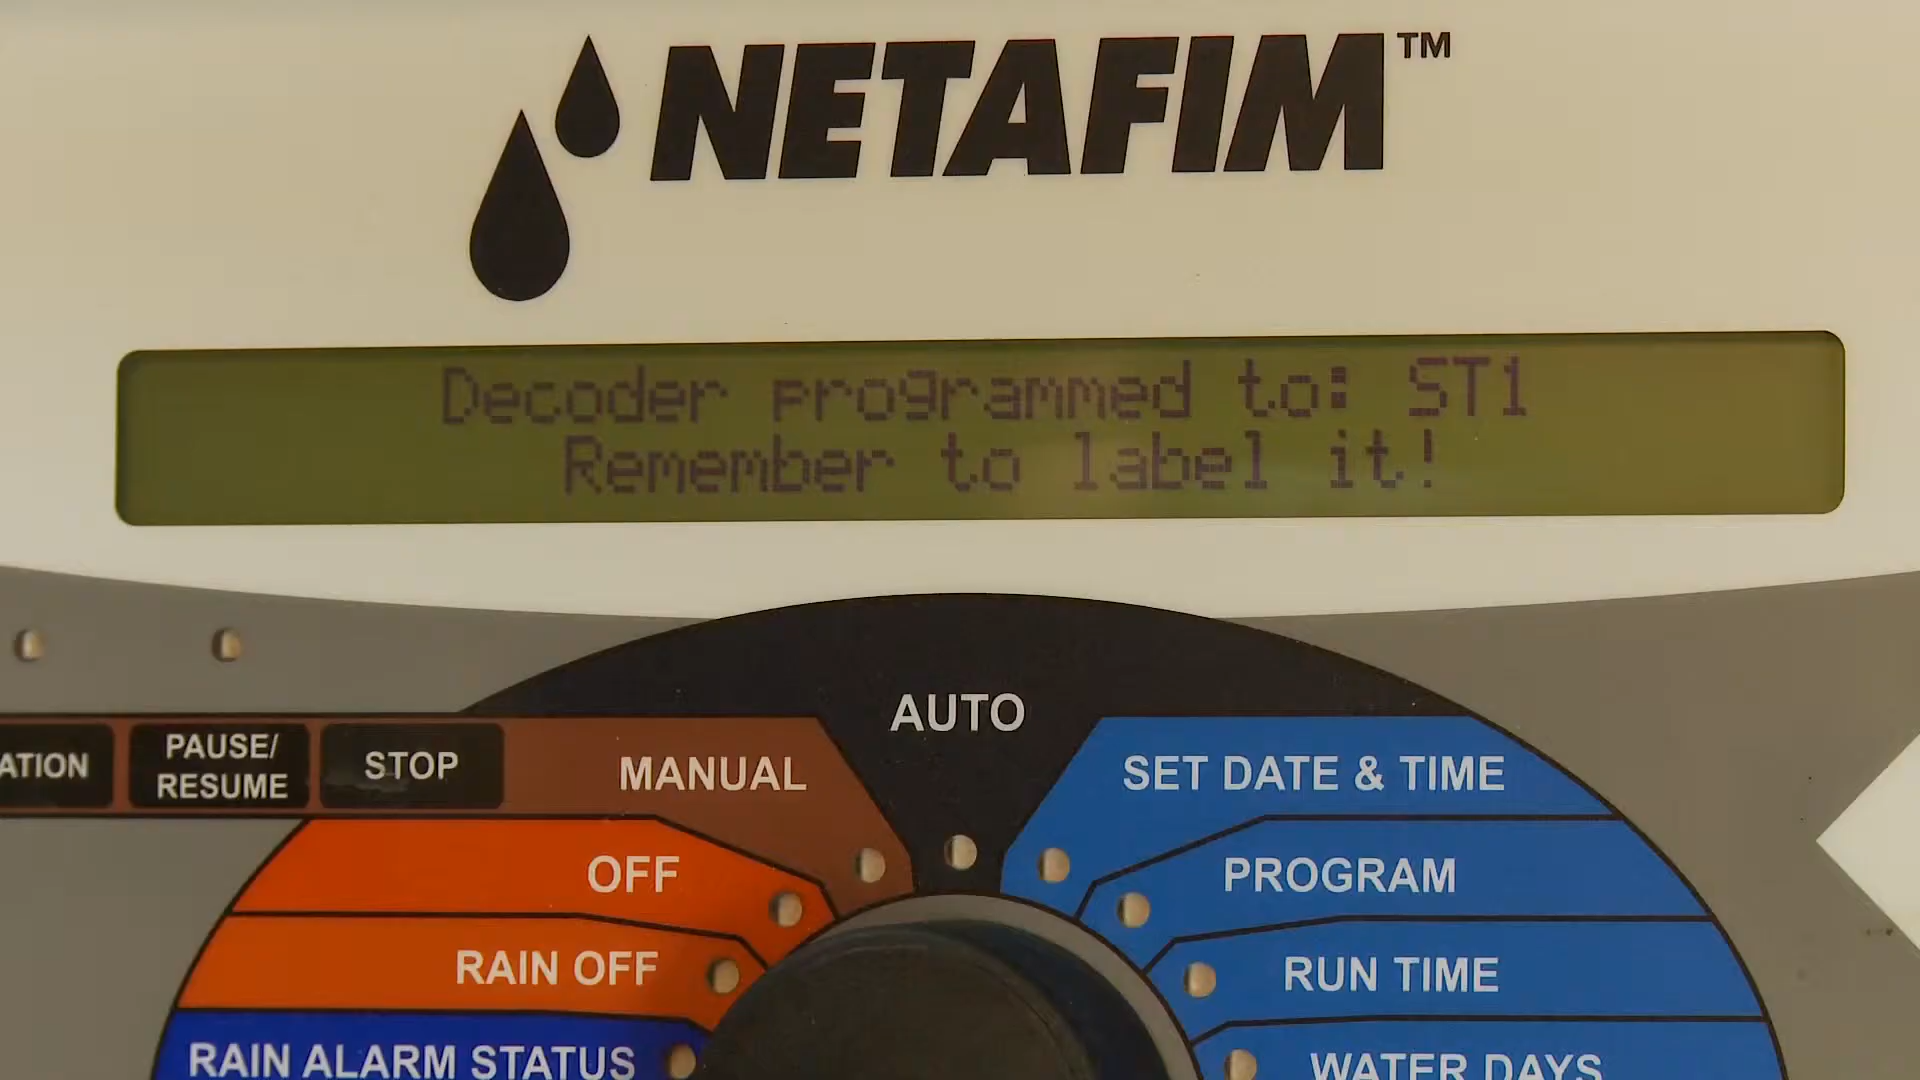 NETAFIM™
Decoder programmed to: ST1
Remember to label it!
AUTO
ATION
PAUSE/
RESUME
STOP
MANUAL
SET DATE & TIME
OFF
PROGRAM
RAIN OFF
RUN TIME
RAIN ALARM STATUS
WATER DAYS